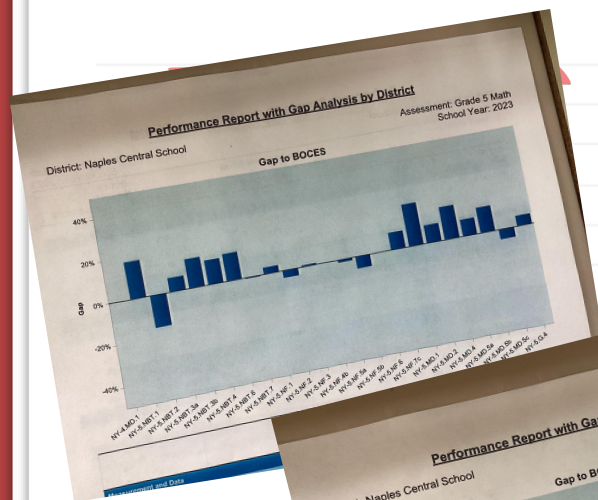 Performance Report with Gap Analysis by District
Assessment: Grade 5 Math
School Year: 2023
District: Naples Central School
Gap to BOCES
40%
20%
0%
-20%
-40%
Gap
NY-4.MD.1
NY-5.NBT.1
NY-5.NBT.2
NY-5.NBT.3a
NY-5.NBT.3b
NY-5.NBT.4
NY-5.NBT.6
NY-5.NBT.7
NY-5.NF.1
NY-5.NF.2
NY-5.NF.3
NY-5.NF.4b
NY-5.NF.5a
NY-5.NF.5b
NY-5.NF.6
NY-5.NF.7c
NY-5.MD.1
NY-5.MD.2
NY-5.MD.4
NY-5.MD.5a
NY-5.MD.5b
NY-5.MD.5c
NY-5.G.4
Measurement and Data
Performance Report with Ga
Naples Central School
Gap to B